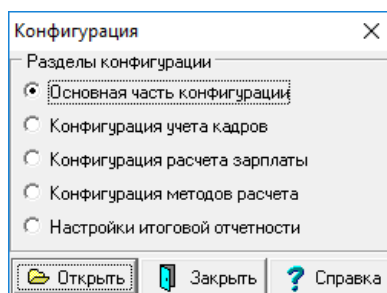 Конфигурация
Разделы конфигурации
Основная часть конфигурации
Конфигурация учета кадров
Конфигурация расчета зарплаты
Конфигурация методов расчета
Настройки итоговой отчетности
Открыть Закрыть Справка